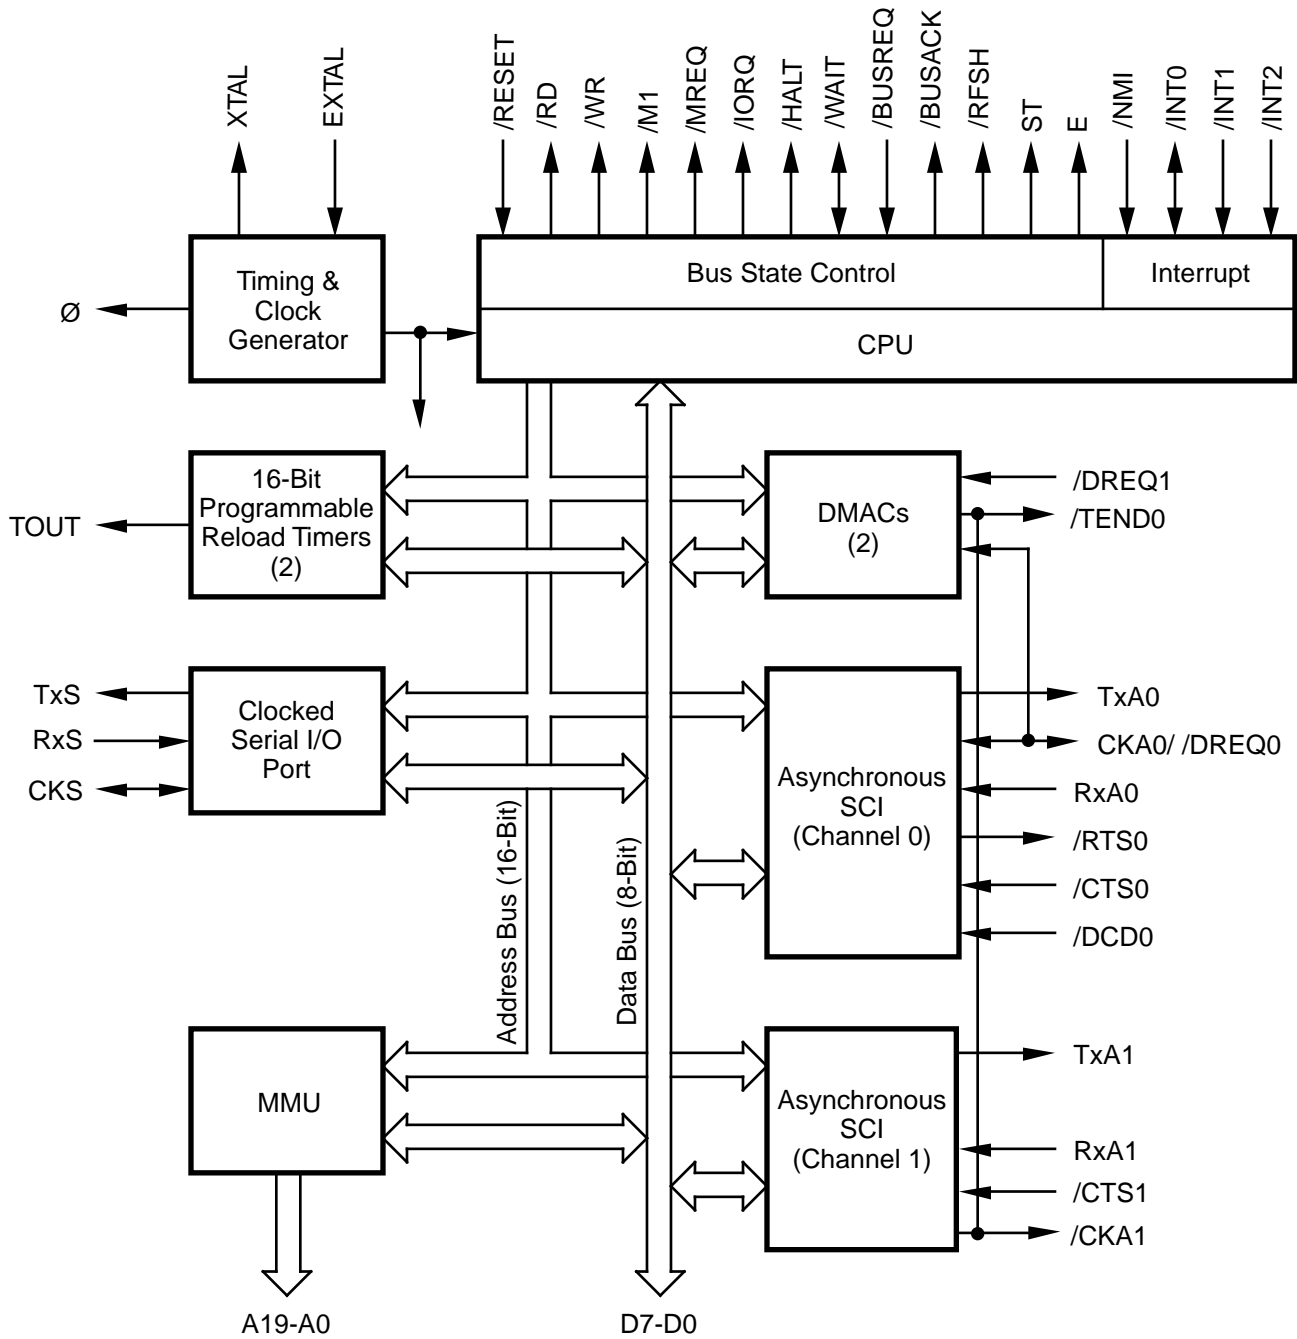 XTAL
EXTAL
/RESET
/RD
/WR
/M1
/MREQ
/IORQ
/HALT
/WAIT
/BUSREQ
/BUSACK
/RFSH
ST
E
/NMI
/INT0
/INT1
/INT2
Ø
Timing &
Clock
Generator
Bus State Control
Interrupt
CPU
TOUT
16-Bit
Programmable
Reload Timers
(2)
DMACs
(2)
/DREQ1
/TEND0
TxS
RxS
CKS
Clocked
Serial I/O
Port
Address Bus (16-Bit)
Data Bus (8-Bit)
Asynchronous
SCI
(Channel 0)
TxA0
CKA0/ /DREQ0
RxA0
/RTS0
/CTS0
/DCD0
MMU
Asynchronous
SCI
(Channel 1)
TxA1
RxA1
/CTS1
/CKA1
A19-A0
D7-D0